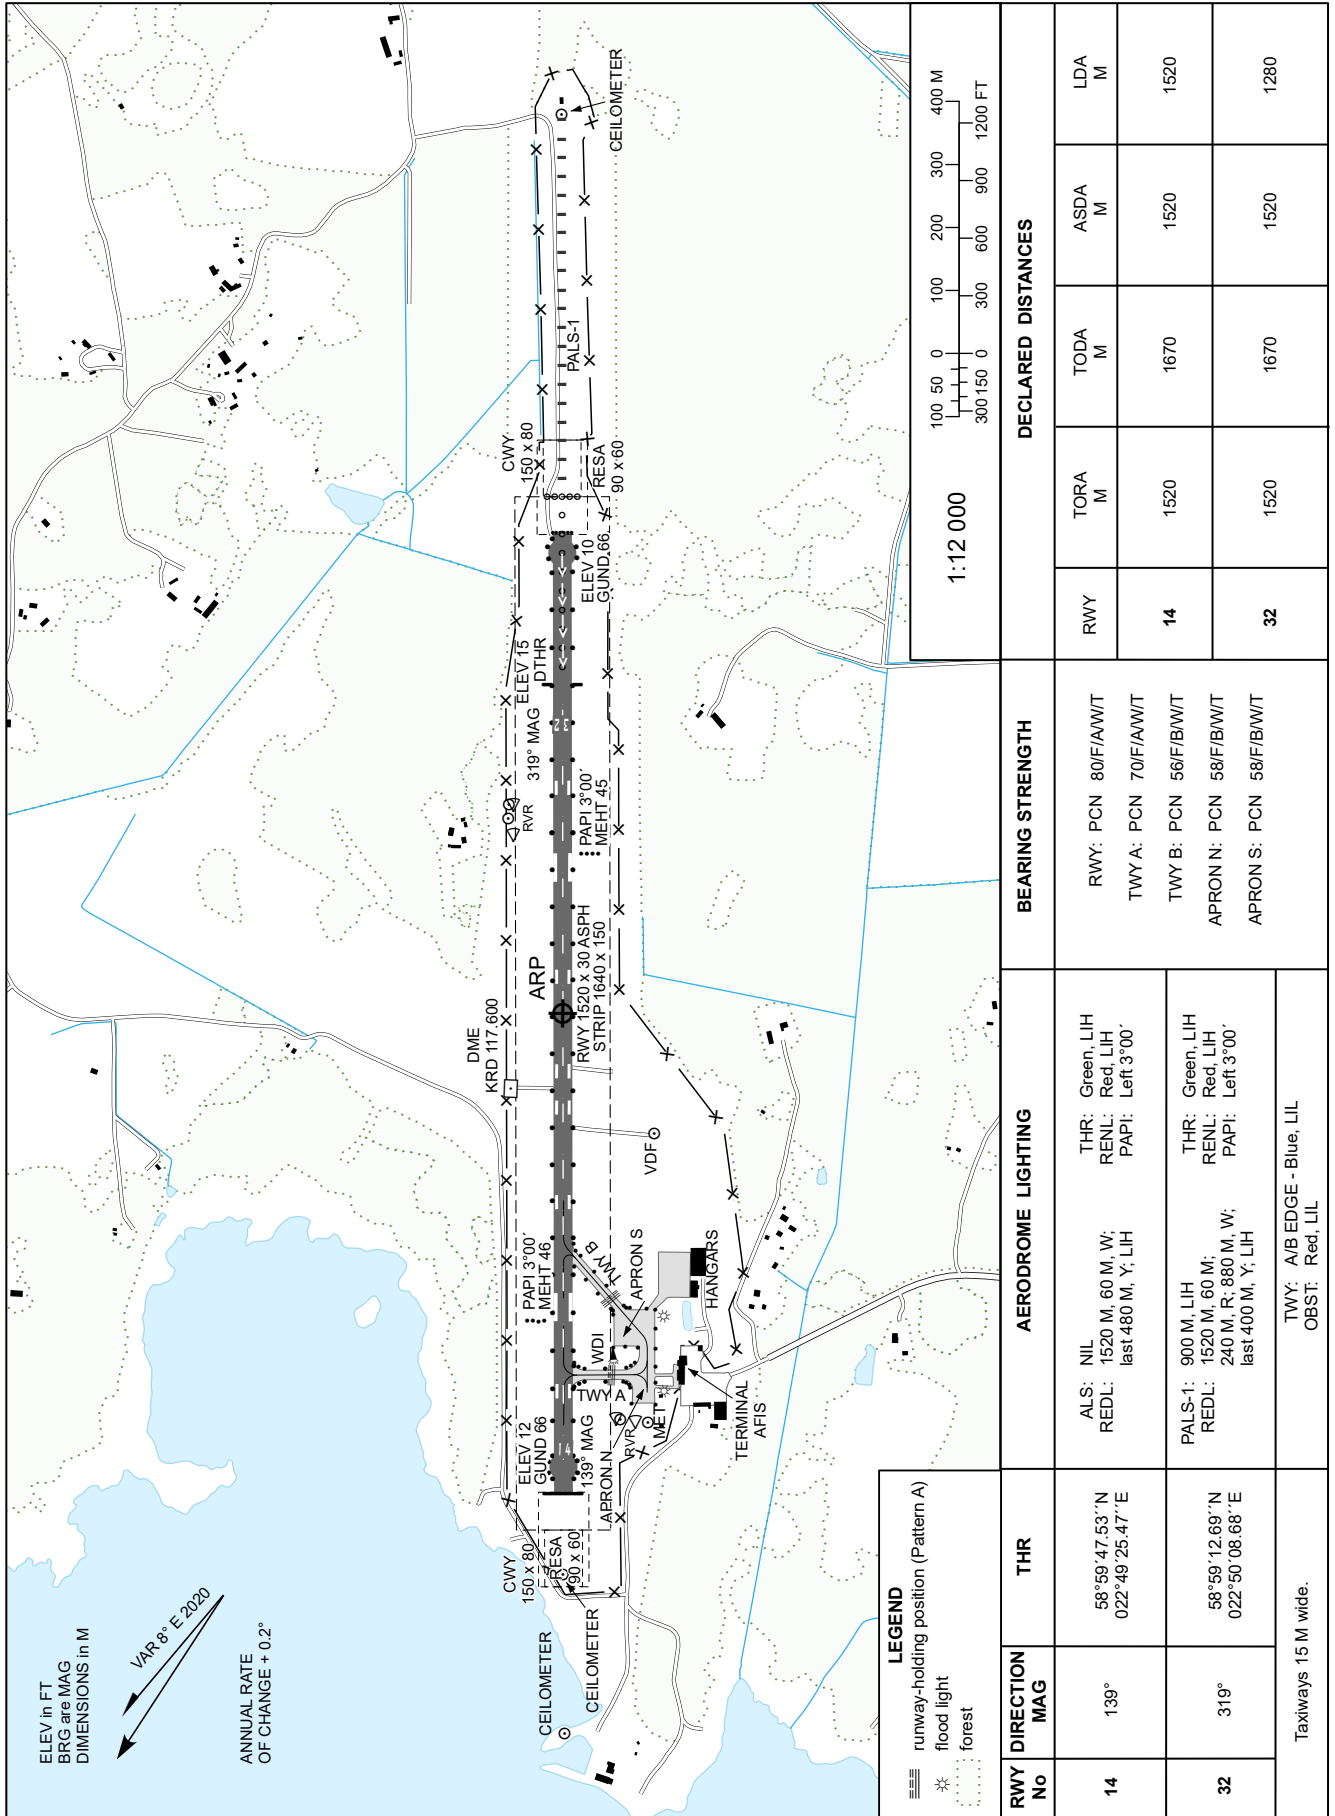 ELEV in FT
BRG are MAG
DIMENSIONS in M
VAR 8° E 2020
ANNUAL RATE
OF CHANGE + 0.2°
CEILOMETER
CEILOMETER
CWY
150 x 80
RESA
90 x 60
ELEV 12
GUND 66
14
139° MAG
APRON N
TWY A
RVR
MET
TERMINAL
AFIS
WDI
PAPI 3°00´
MEHT 46
TWY B
APRON S
HANGARS
VDF
DME
KRD 117.600
ARP
RWY 1520 x 30 ASPH
STRIP 1640 x 150
RVR
PAPI 3°00´
MEHT 45
319° MAG
32
ELEV 15
DTHR
ELEV 10
GUND 66
CWY
150 x 80
RESA
90 x 60
PALS-1
CEILOMETER
LEGEND
runway-holding position (Pattern A)
flood light
forest
1:12 000
100 50 0 100 200 300 400 M
300 150 0 300 600 900 1200 FT
RWY No
DIRECTION MAG
THR
14
139°
58°59´47.53´´N
022°49´25.47´´E
32
319°
58°59´12.69´´N
022°50´08.68´´E
Taxiways 15 M wide.
AERODROME LIGHTING
ALS: NIL
REDL: 1520 M, 60 M, W;
last 480 M, Y; LIH
THR: Green, LIH
RENL: Red, LIH
PAPI: Left 3°00´
PALS-1: 900 M, LIH
REDL: 1520 M, 60 M;
240 M, R; 880 M, W;
last 400 M, Y; LIH
THR: Green, LIH
RENL: Red, LIH
PAPI: Left 3°00´
TWY: A/B EDGE - Blue, LIL
OBST: Red, LIL
BEARING STRENGTH
RWY: PCN 80/F/A/W/T
TWY A: PCN 70/F/A/W/T
TWY B: PCN 56/F/B/W/T
APRON N: PCN 58/F/B/W/T
APRON S: PCN 58/F/B/W/T
DECLARED DISTANCES
RWY
TORA M
TODA M
ASDA M
LDA M
14 1520 1670 1520 1520
32 1520 1670 1520 1280